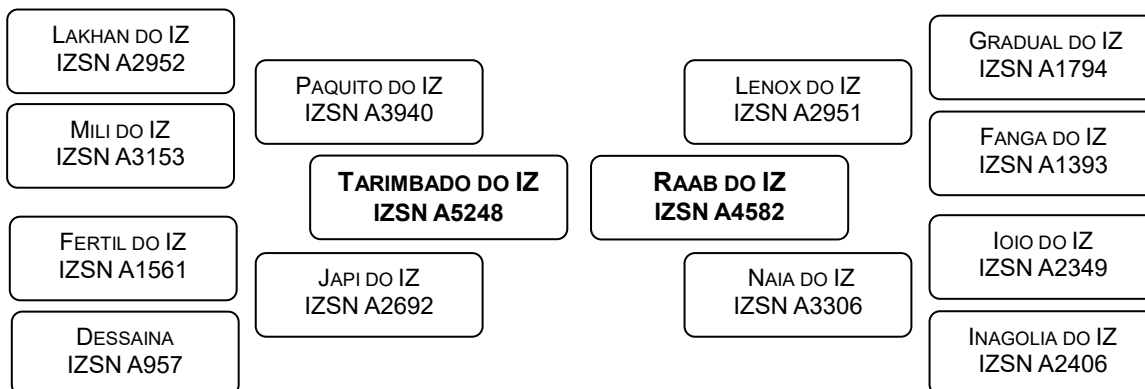 LAKHAN DO IZ
IZSN A2952
MILI DO IZ
IZSN A3153
FERTIL DO IZ
IZSN A1561
DESSAINA
IZSN A957
PAQUITO DO IZ
IZSN A3940
JAPI DO IZ
IZSN A2692
TARIMBADO DO IZ
IZSN A5248
RAAB DO IZ
IZSN A4582
LENOX DO IZ
IZSN A2951
NAIA DO IZ
IZSN A3306
GRADUAL DO IZ
IZSN A1794
FANGA DO IZ
IZSN A1393
IOIO DO IZ
IZSN A2349
INAGOLIA DO IZ
IZSN A2406